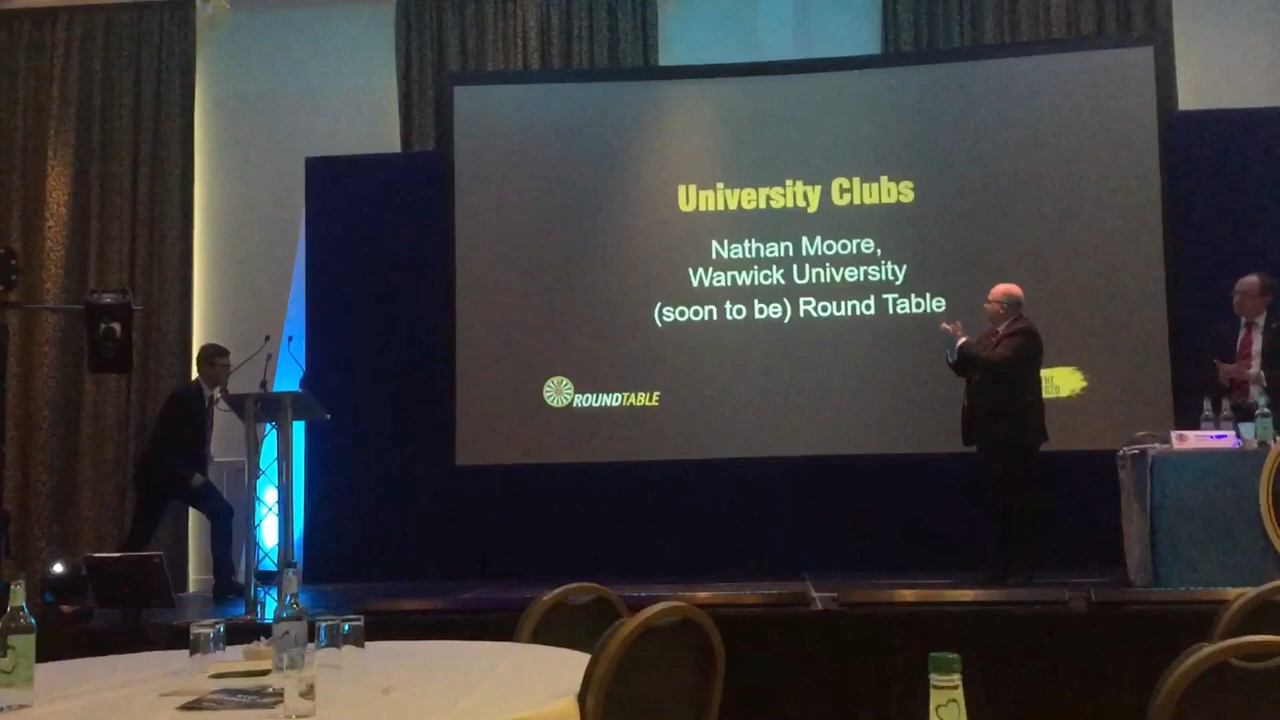 University Clubs
Nathan Moore,
Warwick University
(soon to be) Round Table
ROUNDTABLE